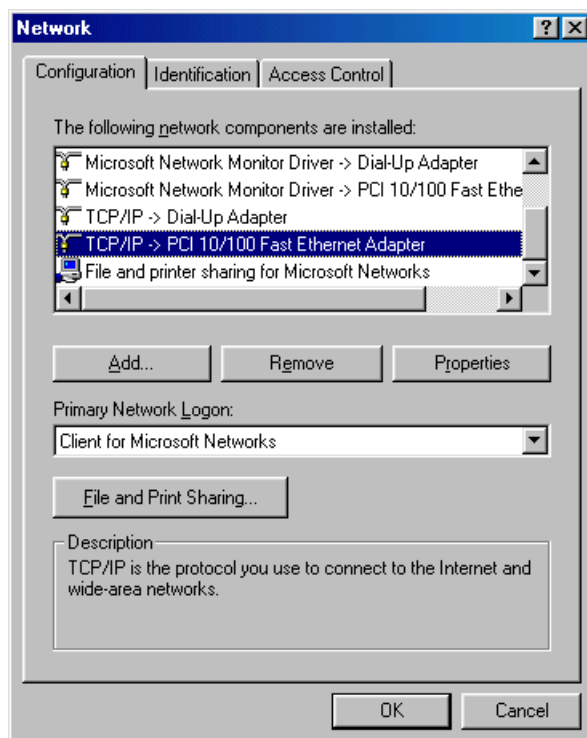 Network
Configuration Identification Access Control
The following network components are installed:
Microsoft Network Monitor Driver -> Dial-Up Adapter
Microsoft Network Monitor Driver -> PCI 10/100 Fast Ethe
TCP/IP -> Dial-Up Adapter
TCP/IP -> PCI 10/100 Fast Ethernet Adapter
File and printer sharing for Microsoft Networks
Add... Remove Properties
Primary Network Logon:
Client for Microsoft Networks
File and Print Sharing...
Description
TCP/IP is the protocol you use to connect to the Internet and
wide-area networks.
OK Cancel